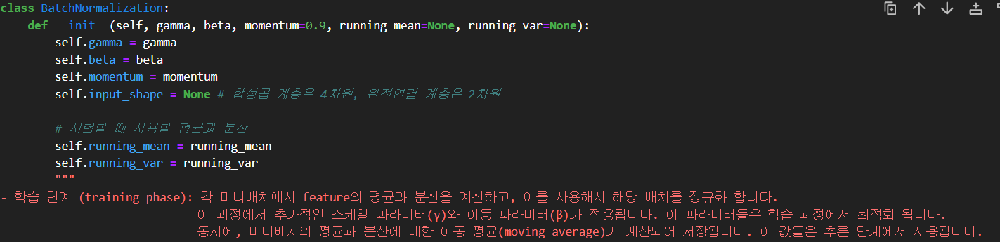 class BatchNormalization:
    def __init__(self, gamma, beta, momentum=0.9, running_mean=None, running_var=None):
        self.gamma = gamma
        self.beta = beta
        self.momentum = momentum
        self.input_shape = None # 합성곱 계층은 4차원, 완전연결 계층은 2차원

        # 시험할 때 사용할 평균과 분산
        self.running_mean = running_mean
        self.running_var = running_var
        """
- 학습 단계 (training phase): 각 미니배치에서 feature의 평균과 분산을 계산하고, 이를 사용해서 해당 배치를 정규화 합니다.
                            이 과정에서 추가적인 스케일 파라미터(γ)와 이동 파라미터(β)가 적용됩니다. 이 파라미터들은 학습 과정에서 최적화 됩니다.
                            동시에, 미니배치의 평균과 분산에 대한 이동 평균(moving average)가 계산되어 저장됩니다. 이 값들은 추론 단계에서 사용됩니다.